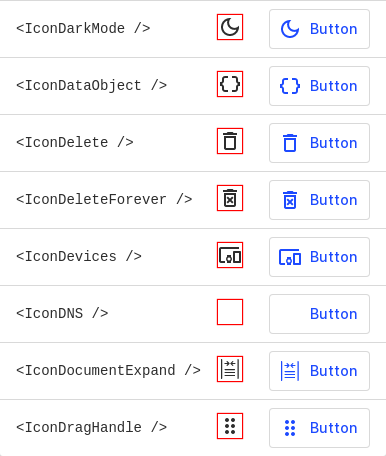 <IconDarkMode /> Button
<IconDataObject /> Button
<IconDelete /> Button
<IconDeleteForever /> Button
<IconDevices /> Button
<IconDNS /> Button
<IconDocumentExpand /> Button
<IconDragHandle /> Button